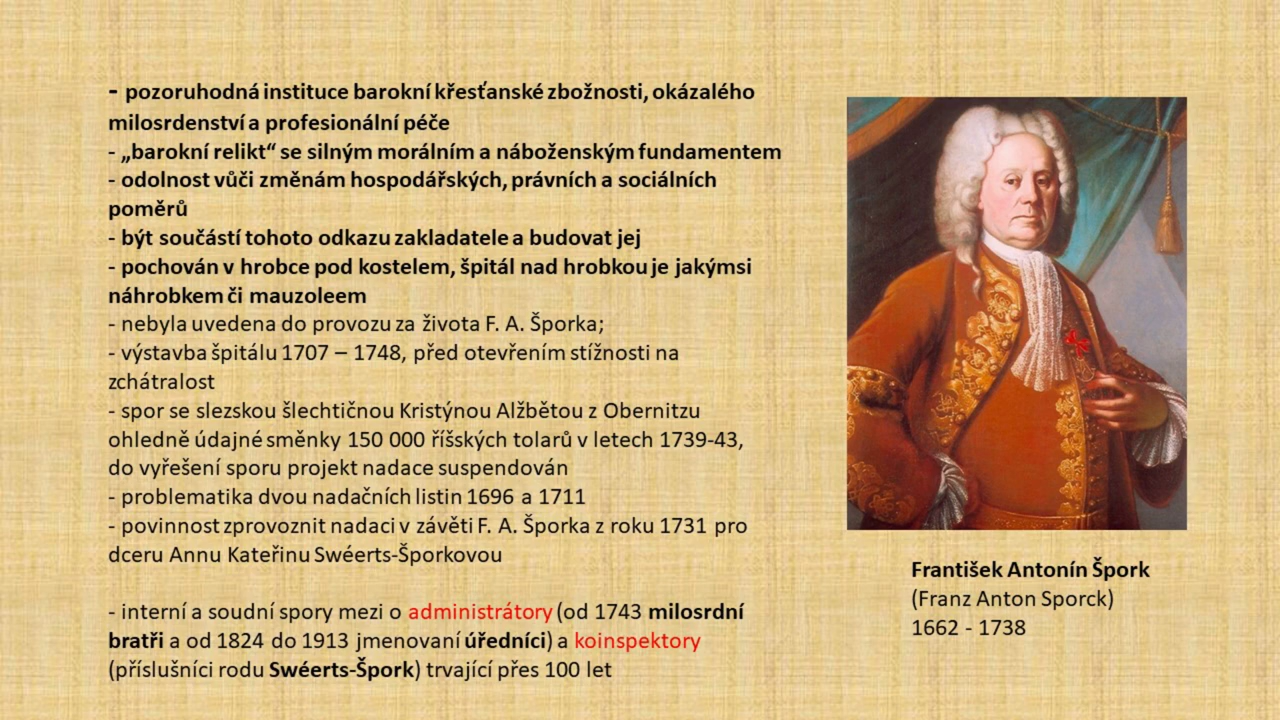 - pozoruhodná instituce barokní křesťanské zbožnosti, okázalého
milosrdenství a profesionální péče
- „barokní relikt“ se silným morálním a náboženským fundamentem
- odolnost vůči změnám hospodářských, právních a sociálních
poměrů
- být součástí tohoto odkazu zakladatele a budovat jej
- pochován v hrobce pod kostelem, špitál nad hrobkou je jakýmsi
náhrobkem či mauzoleem
- nebyla uvedena do provozu za života F. A. Šporka;
- výstavba špitálu 1707 – 1748, před otevřením stížnosti na
zchátralost
- spor se slezskou šlechtičnou Kristýnou Alžbětou z Obernitzu
ohledně údajné směnky 150 000 říšských tolarů v letech 1739-43,
do vyřešení sporu projekt nadace suspendován
- problematika dvou nadačních listin 1696 a 1711
- povinnost zprovoznit nadaci v závěti F. A. Šporka z roku 1731 pro
dceru Annu Kateřinu Swéerts-Šporkovou
- interní a soudní spory mezi o administrátory (od 1743 milosrdní
bratři a od 1824 do 1913 jmenovaní úředníci) a koinspektory
(příslušníci rodu Swéerts-Špork) trvající přes 100 let
František Antonín Špork
(Franz Anton Sporck)
1662 - 1738